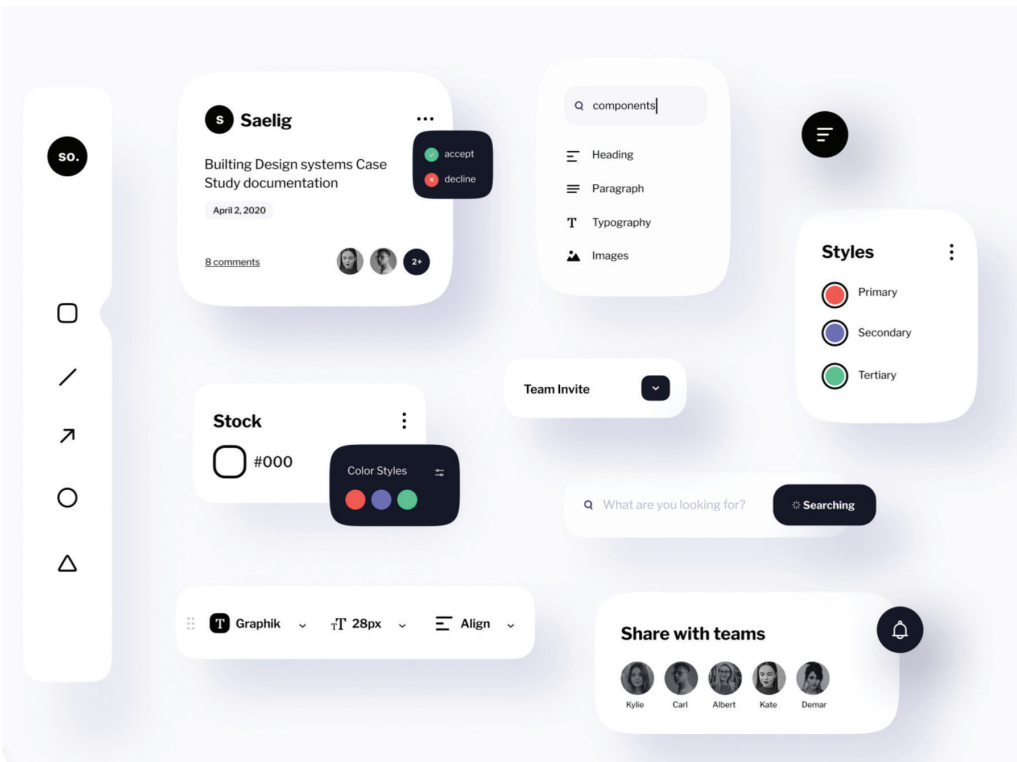 so.
s
Saelig
accept
decline
Builting Design systems Case
Study documentation
April 2, 2020
8 comments
2+
components
Heading
Paragraph
T Typography
Images
Styles
Primary
Secondary
Tertiary
Stock
#000
Color Styles
Team Invite
What are you looking for?
Searching
T Graphik
TT 28px
Align
Share with teams
Kylie
Carl
Albert
Kate
Demar